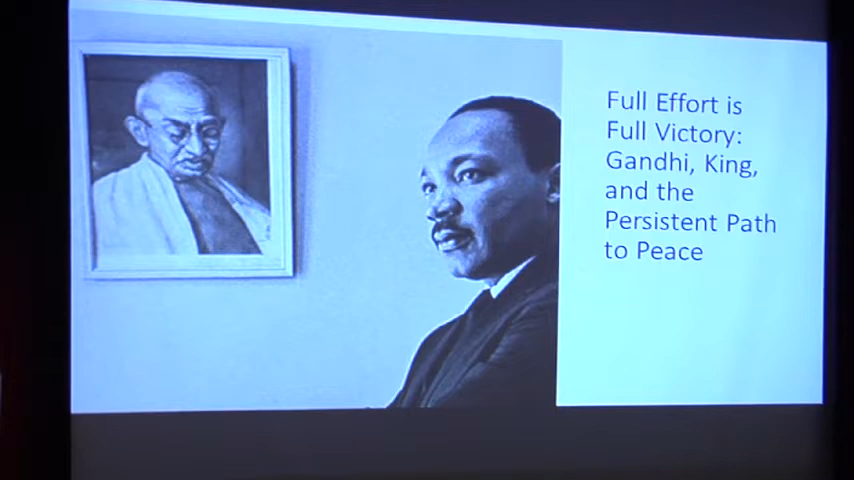 Full Effort is
Full Victory:
Gandhi, King,
and the
Persistent Path
to Peace